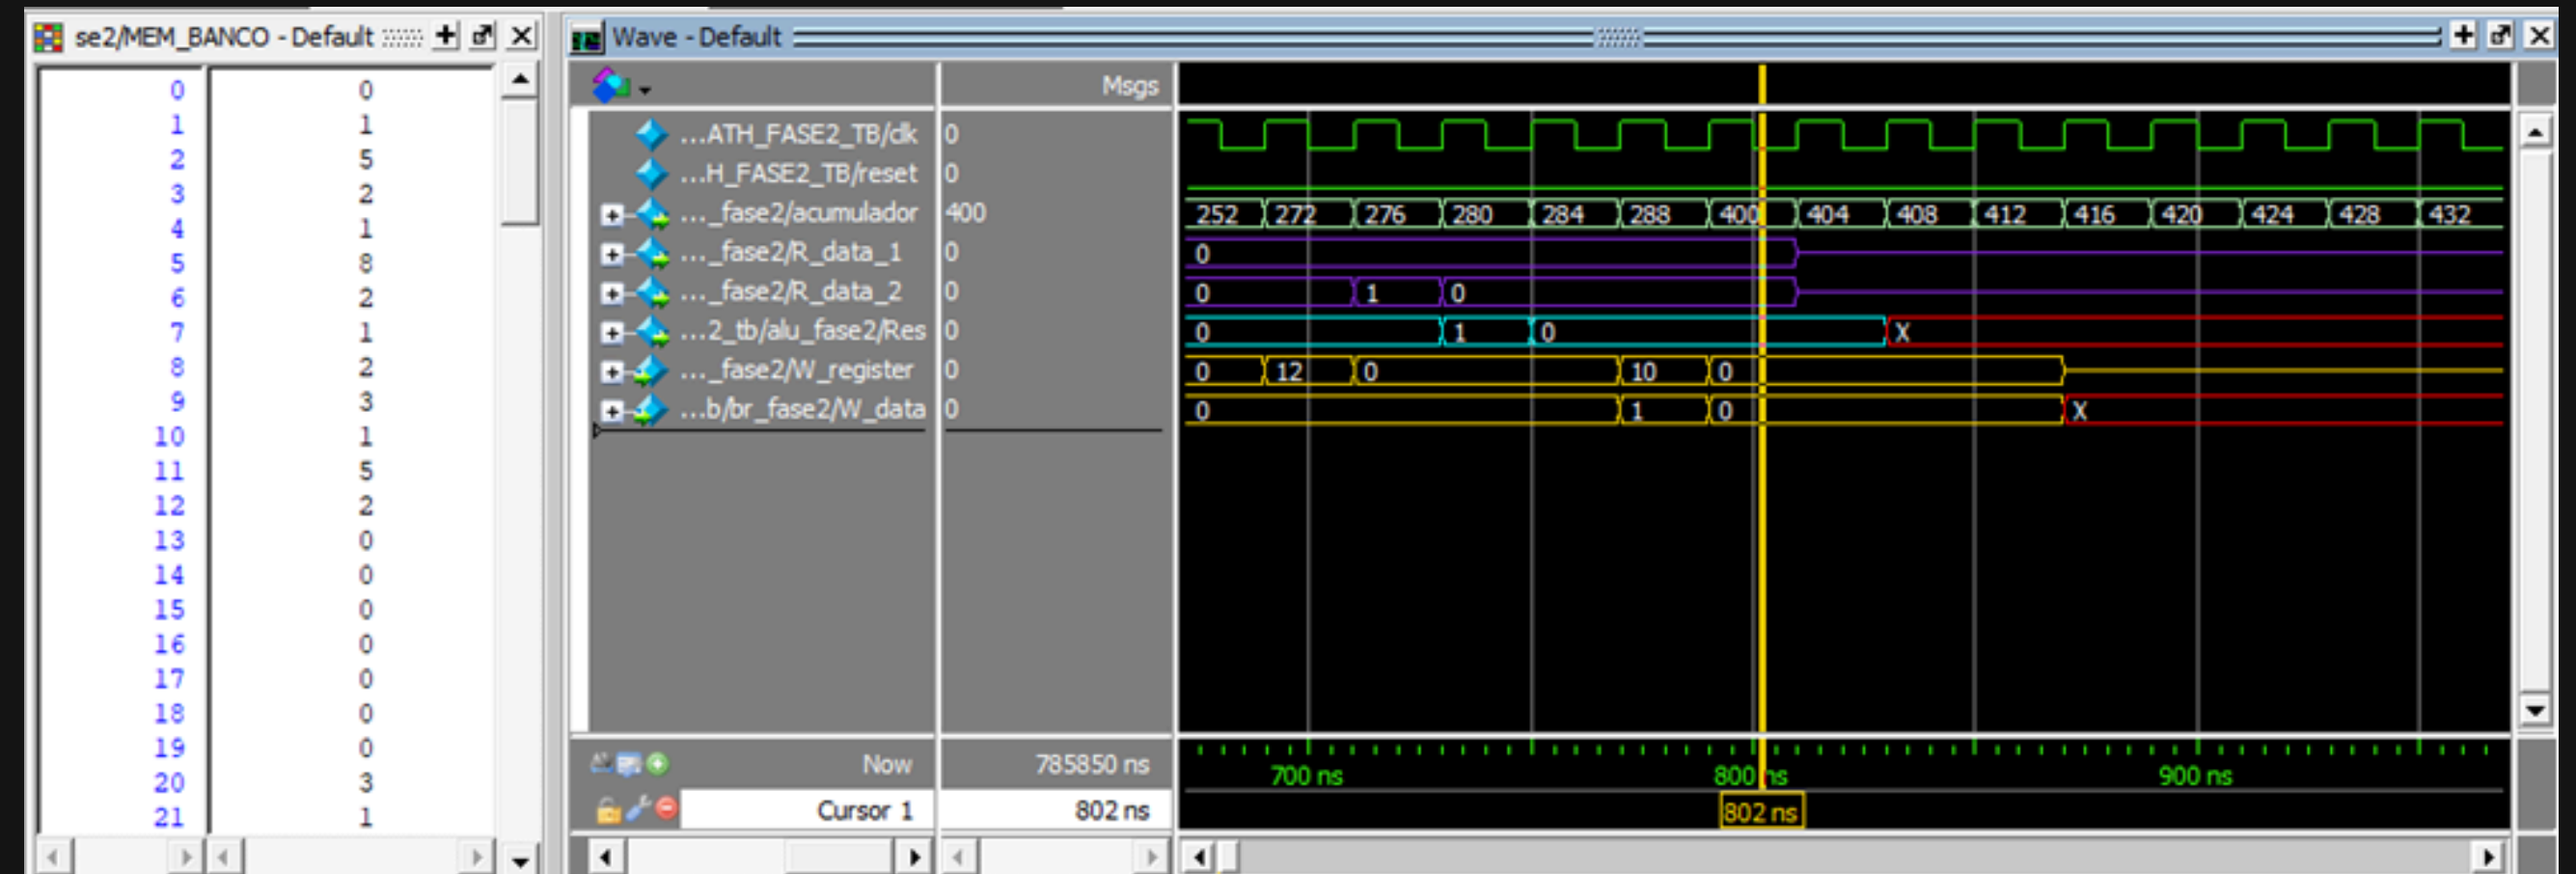 se2/MEM_BANCO - Default
0 0
1 1
2 5
3 2
4 1
5 8
6 2
7 1
8 2
9 3
10 1
11 5
12 2
13 0
14 0
15 0
16 0
17 0
18 0
19 0
20 3
21 1
Wave - Default
Msgs
...ATH_FASE2_TB/clk 0
...H_FASE2_TB/reset 0
..._fase2/acumulador 400 252 272 276 280 284 288 400 404 408 412 416 420 424 428 432
..._fase2/R_data_1 0 0
..._fase2/R_data_2 0 0 1 0
...2_tb/alu_fase2/Res 0 0 1 0 X
..._fase2/W_register 0 0 12 0 10 0
...b/br_fase2/W_data 0 0 1 0 X
Now 785850 ns 700 ns 800 ns 900 ns
Cursor 1 802 ns 802 ns